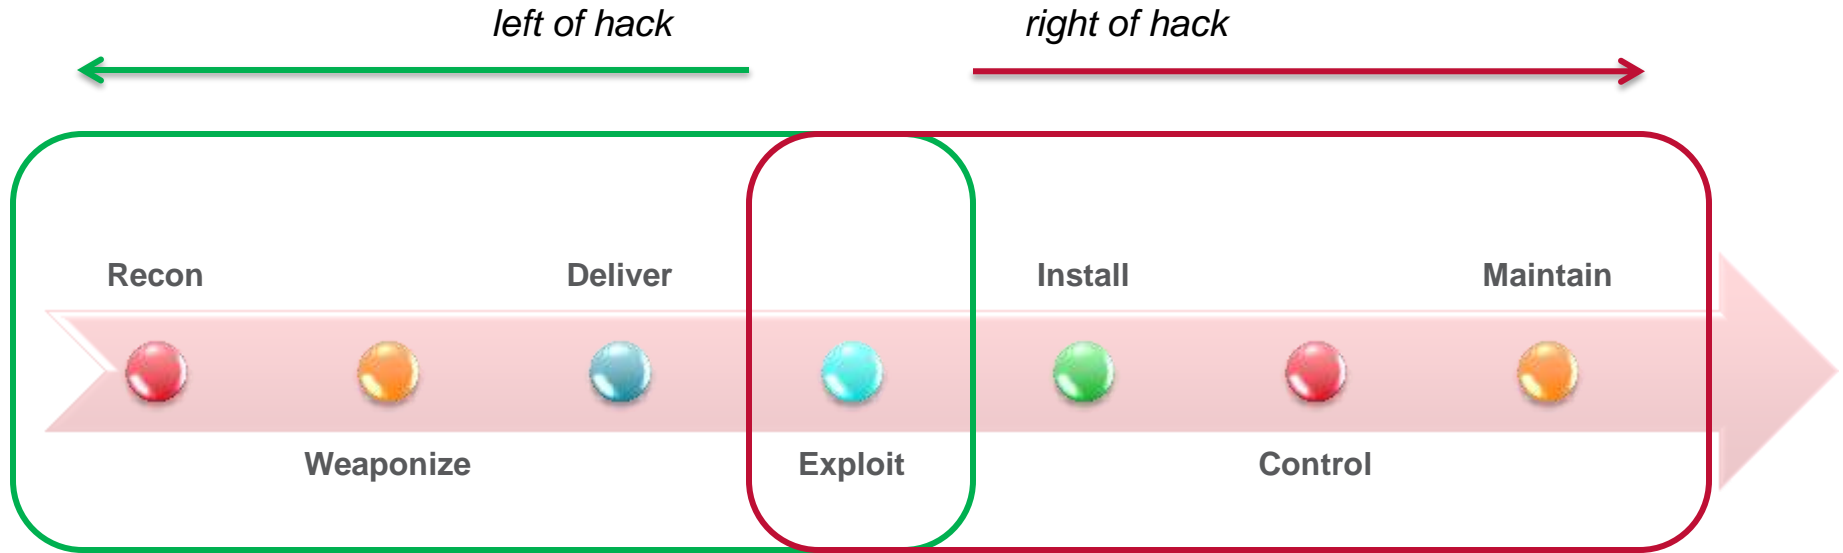 left of hack
right of hack
Recon
Deliver
Install
Maintain
Weaponize
Exploit
Control